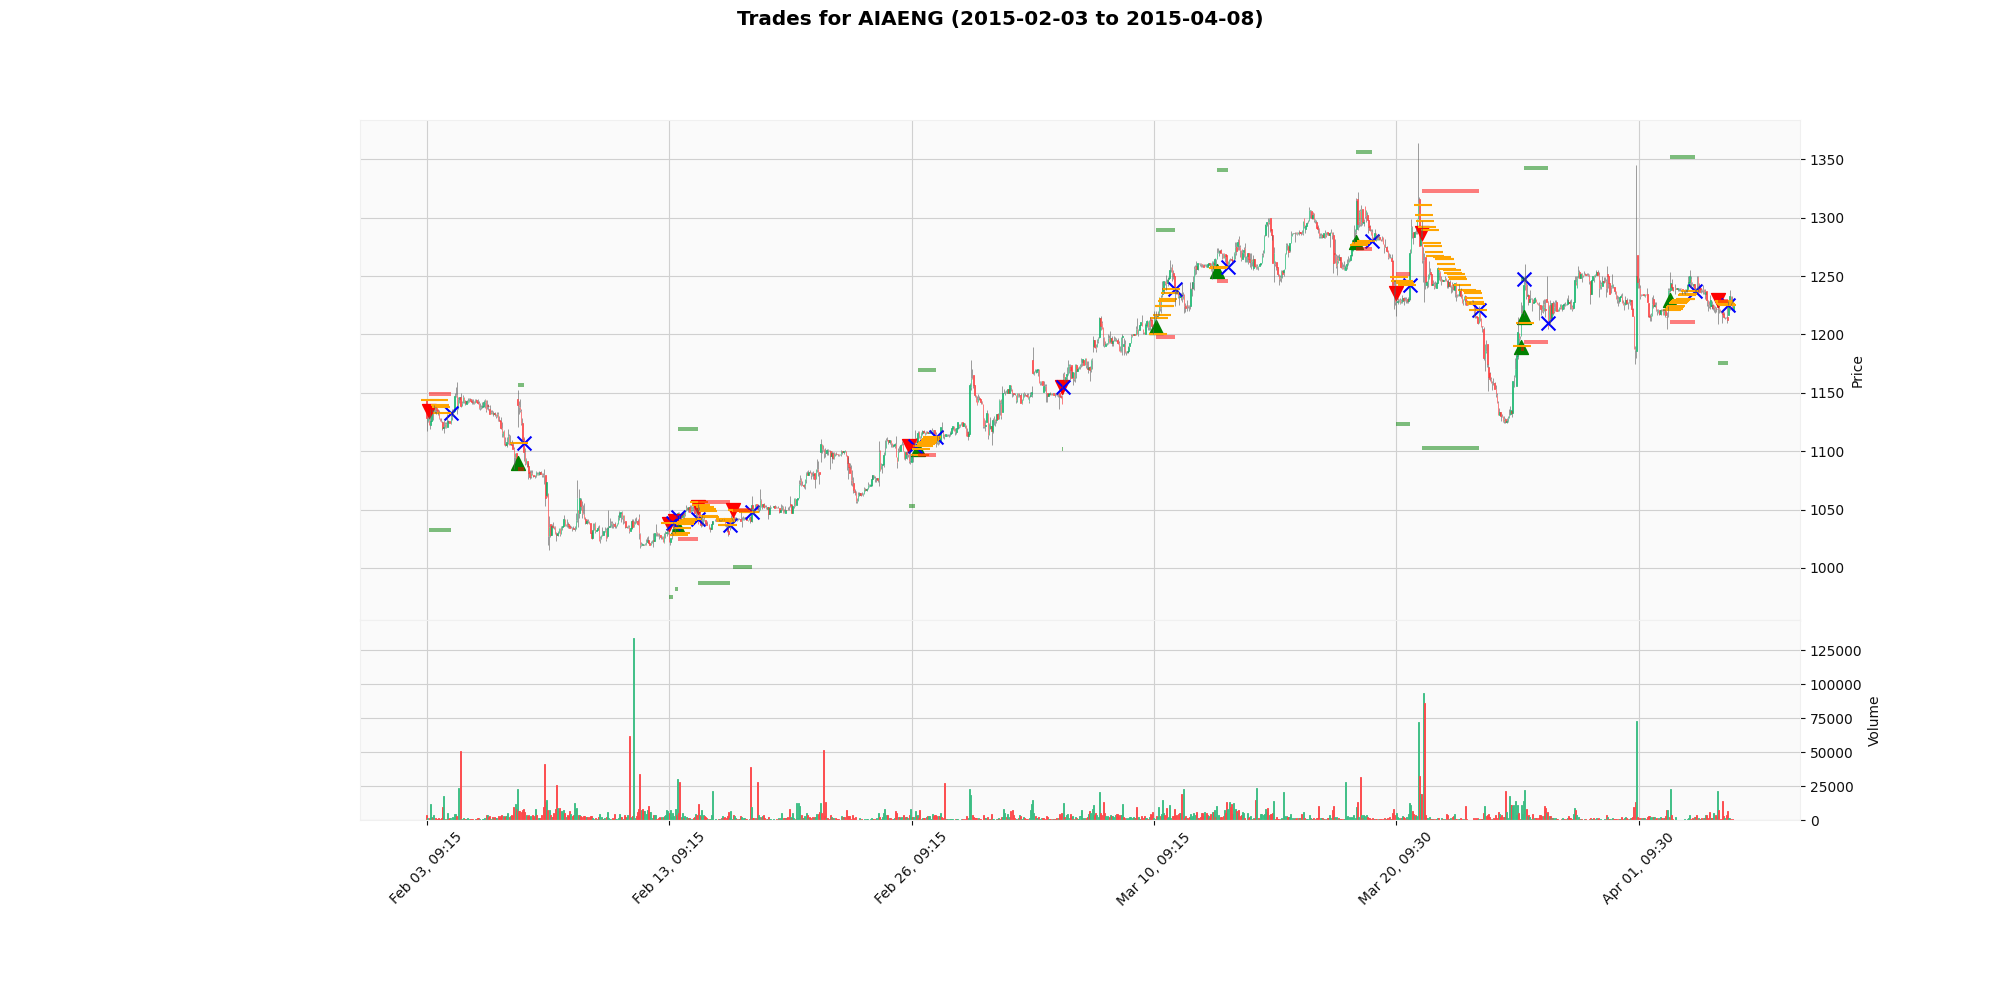 Trades for AIAENG (2015-02-03 to 2015-04-08)
1350
1300
1250
1200
1150
1100
1050
1000
Price
125000
100000
75000
50000
25000
0
Volume
Feb 03, 09:15
Feb 13, 09:15
Feb 26, 09:15
Mar 10, 09:15
Mar 20, 09:30
Apr 01, 09:30